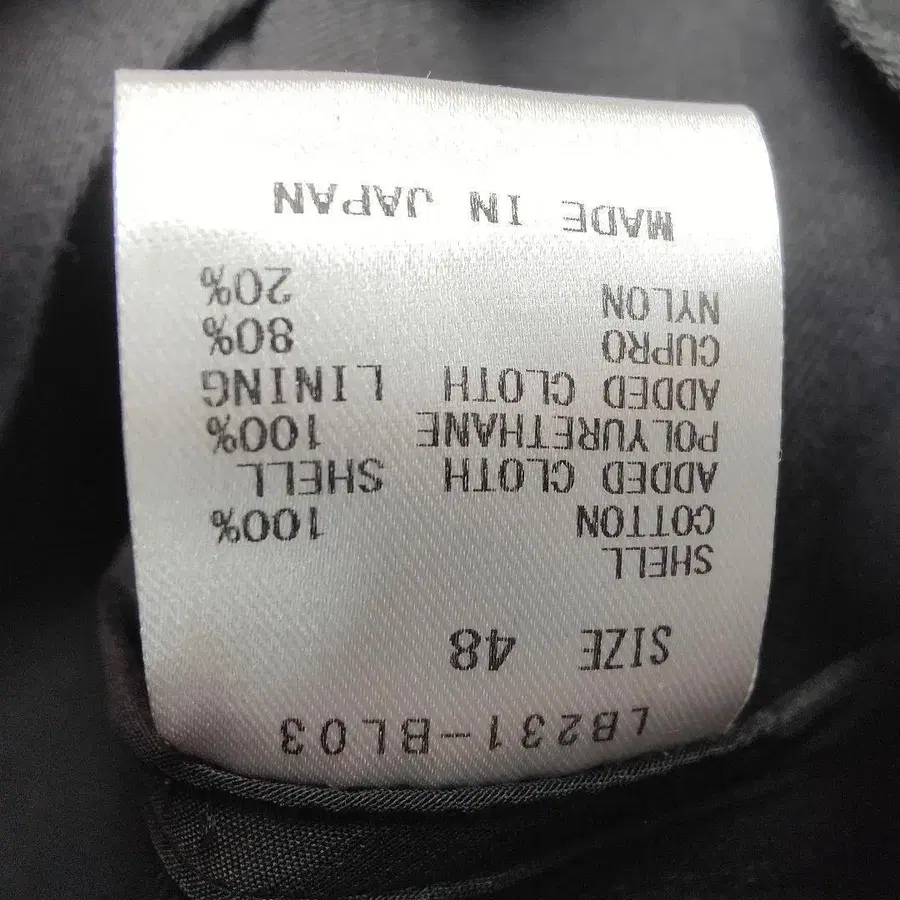 LB231-BL03
SIZE 48
SHELL
COTTON 100%
ADDED CLOTH SHELL
POLYURETHANE 100%
ADDED CLOTH LINING
CUPRO 80%
NYLON 20%
MADE IN JAPAN